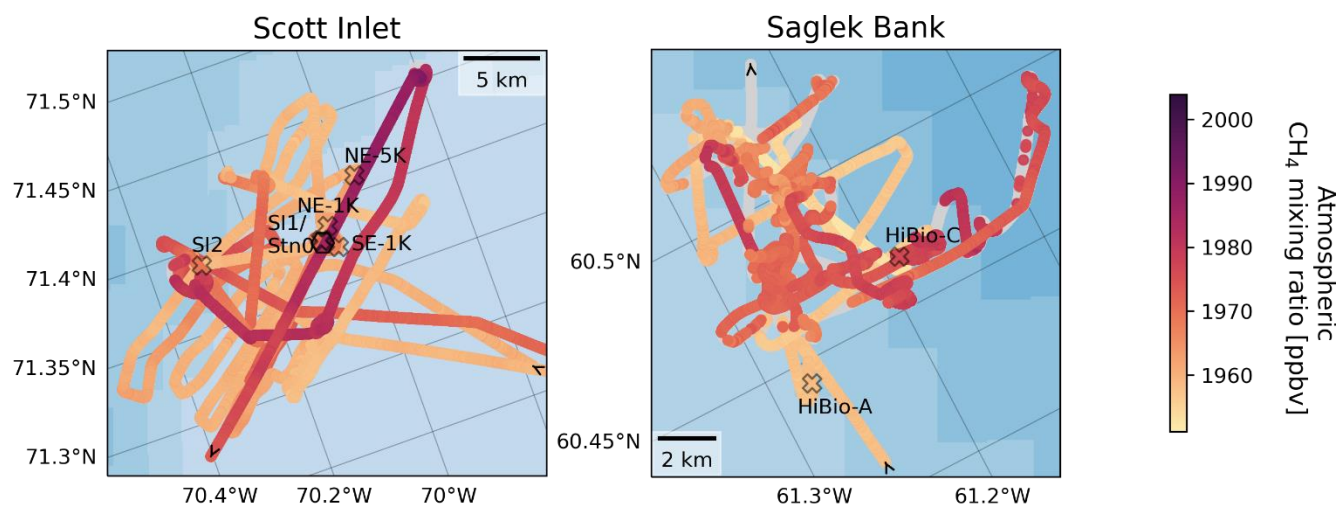 Scott Inlet
Saglek Bank
5 km
71.5°N
71.45°N
71.4°N
71.35°N
71.3°N
NE-5K
NE-1K
SI1/
Stn0
SE-1K
SI2
70.4°W
70.2°W
70°W
60.5°N
60.45°N
HiBio-C
HiBio-A
2 km
61.3°W
61.2°W
2000
1990
1980
1970
1960
Atmospheric
CH₄ mixing ratio [ppbv]